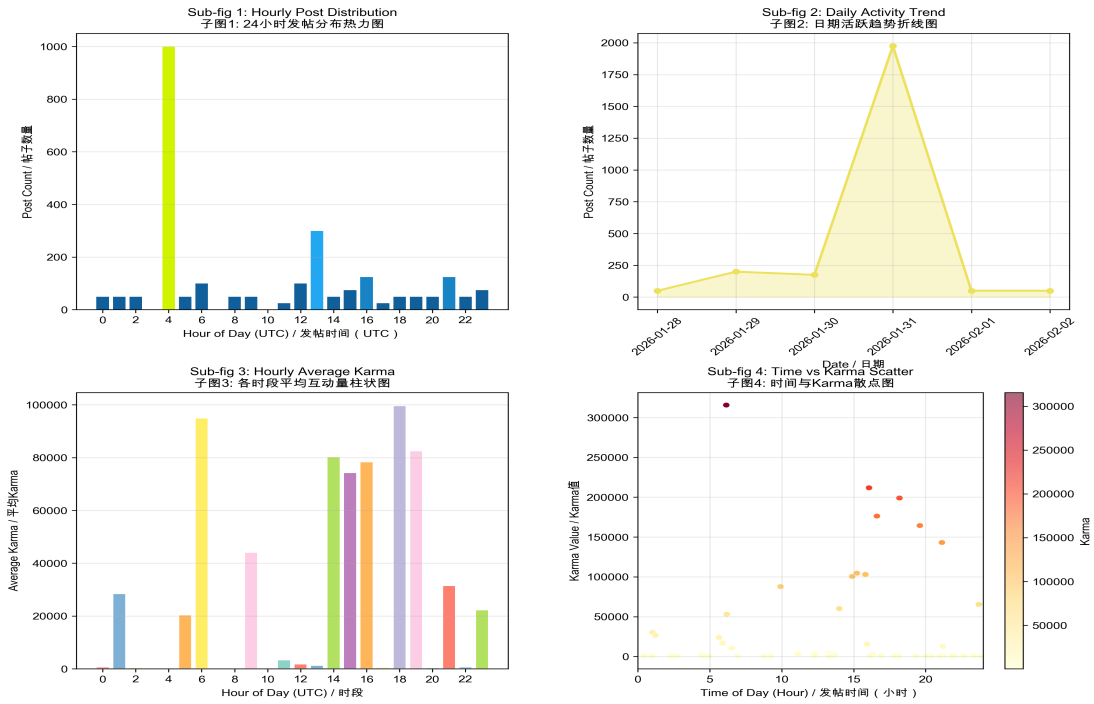 Sub-fig 1: Hourly Post Distribution
子图1: 24小时发帖分布热力图
Post Count / 帖子数量
1000
800
600
400
200
0
0 2 4 6 8 10 12 14 16 18 20 22
Hour of Day (UTC) / 发帖时间 ( UTC )
Sub-fig 2: Daily Activity Trend
子图2: 日期活跃趋势折线图
Post Count / 帖子数量
2000
1750
1500
1250
1000
750
500
250
0
2026-01-28 2026-01-29 2026-01-30 2026-01-31 2026-02-01 2026-02-02
Date / 日期
Sub-fig 3: Hourly Average Karma
子图3: 各时段平均互动量柱状图
Average Karma / 平均Karma
100000
80000
60000
40000
20000
0
0 2 4 6 8 10 12 14 16 18 20 22
Hour of Day (UTC) / 时段
Sub-fig 4: Time vs Karma Scatter
子图4: 时间与Karma散点图
Karma Value / Karma值
300000
250000
200000
150000
100000
50000
0
0 5 10 15 20
Time of Day (Hour) / 发帖时间 ( 小时 )
300000
250000
200000
150000
100000
50000
Karma